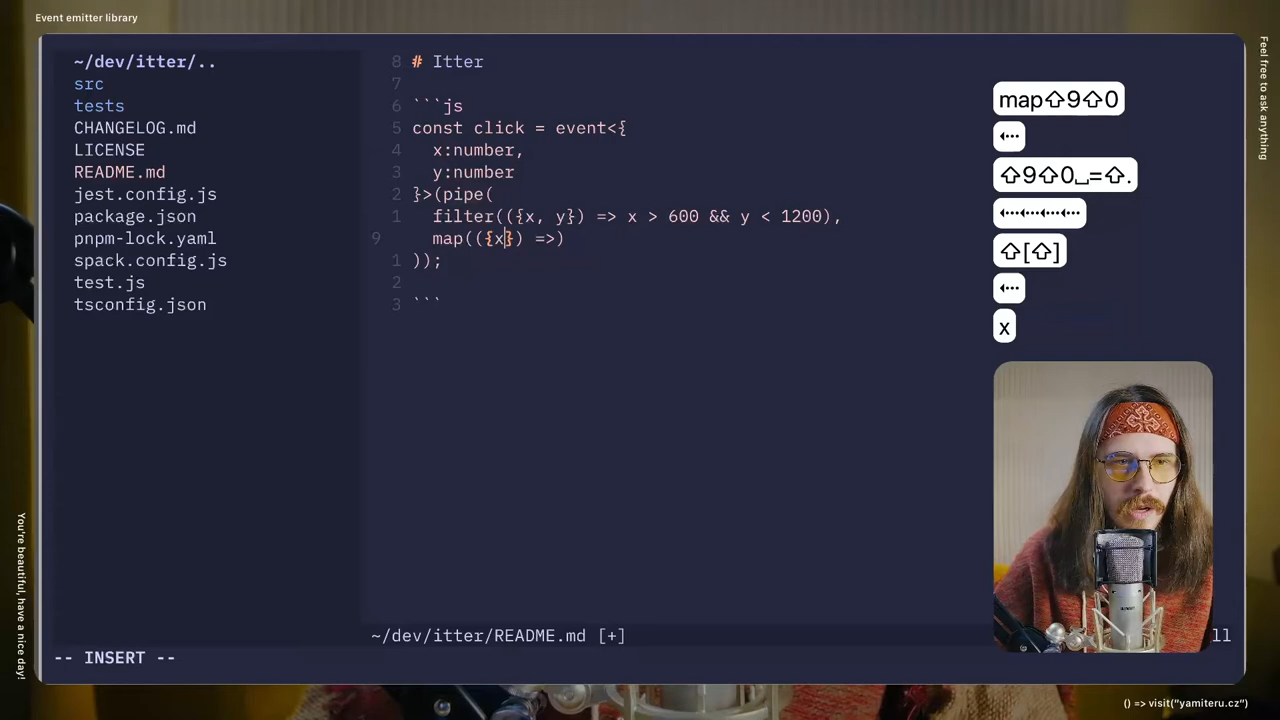 Event emitter library
~/dev/itter/..
src
tests
CHANGELOG.md
LICENSE
README.md
jest.config.js
package.json
pnpm-lock.yaml
spack.config.js
test.js
tsconfig.json
8 # Itter
7
6 ```js
5 const click = event<{
4 x:number,
3 y:number
2 }>(pipe(
1 filter(({x, y}) => x > 600 && y < 1200),
9 map(({x}) =>)
1 ));
2
3 ```
map⇧9⇧0
⇠
⇧9⇧0␣=⇧.
⇠⇠⇠⇠
⇧[⇧]
⇠
x
~/dev/itter/README.md [+]
ll
-- INSERT --
Feel free to ask anything
You're beautiful, have a nice day!
() => visit("yamiteru.cz")